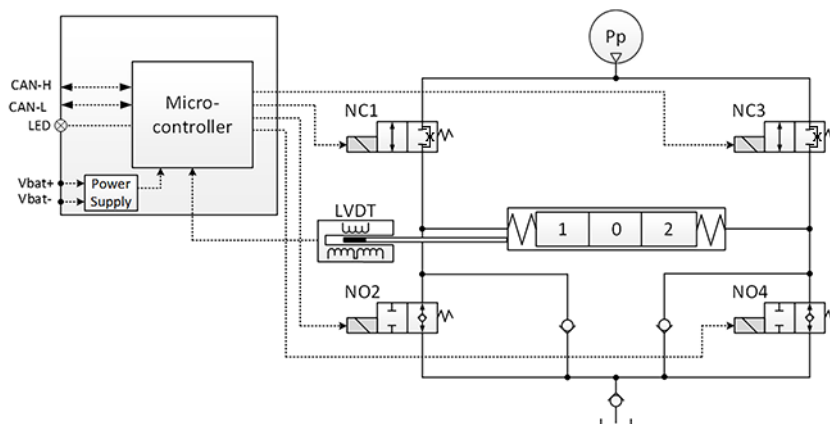 Pp
CAN-H
CAN-L
LED
Micro-
controller
NC1
NC3
Vbat+
Vbat-
Power
Supply
LVDT
1 0 2
NO2
NO4